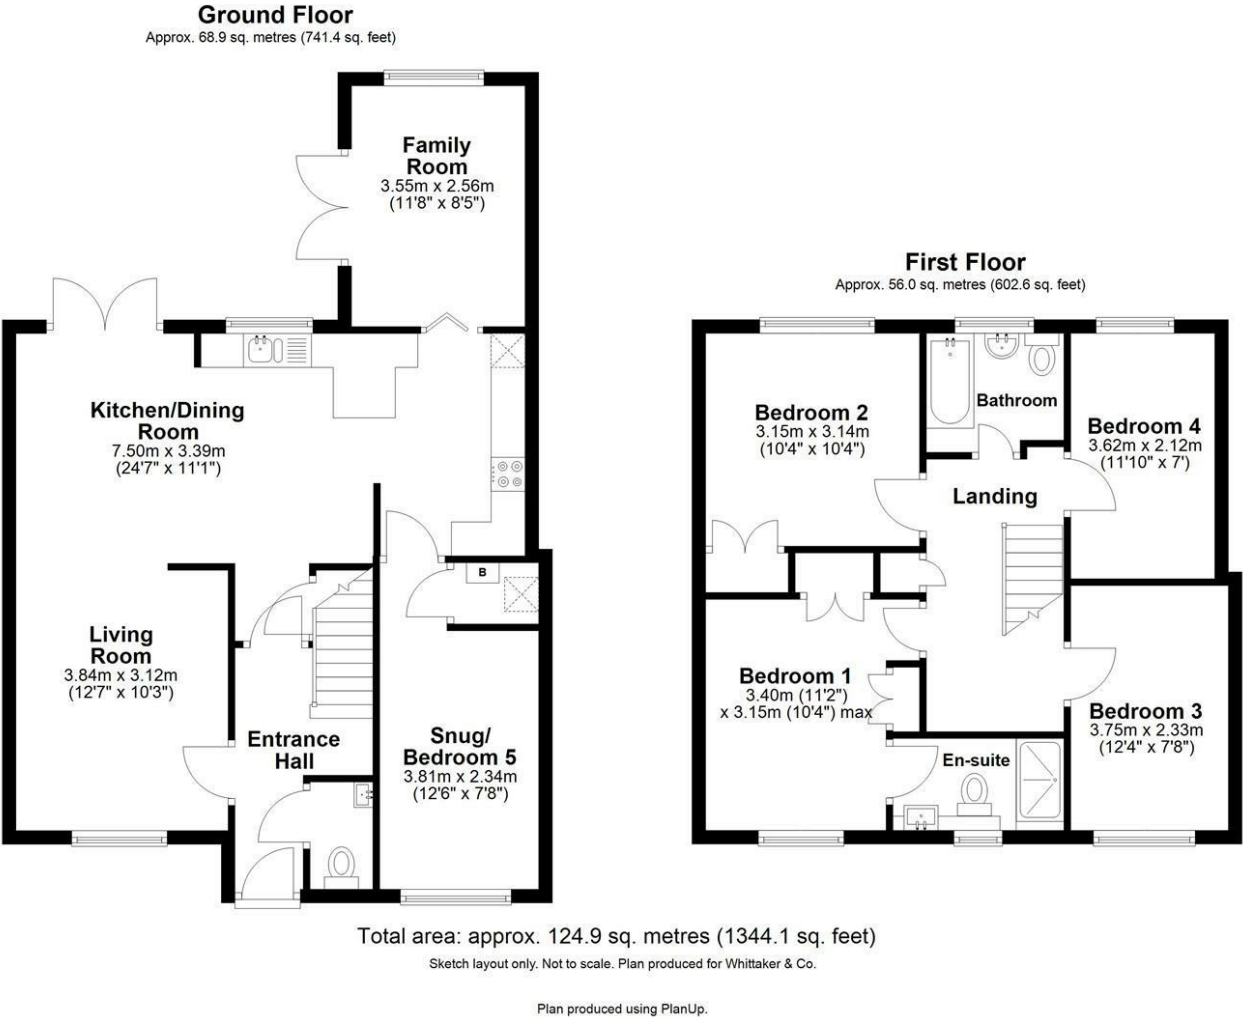 Ground Floor
Approx. 68.9 sq. metres (741.4 sq. feet)
Family
Room
3.55m x 2.56m
(11'8" x 8'5")
Kitchen/Dining
Room
7.50m x 3.39m
(24'7" x 11'1")
B
Living
Room
3.84m x 3.12m
(12'7" x 10'3")
Entrance
Hall
Snug/
Bedroom 5
3.81m x 2.34m
(12'6" x 7'8")
First Floor
Approx. 56.0 sq. metres (602.6 sq. feet)
Bedroom 2
3.15m x 3.14m
(10'4" x 10'4")
Bathroom
Bedroom 4
3.62m x 2.12m
(11'10" x 7')
Landing
Bedroom 1
3.40m (11'2")
x 3.15m (10'4") max
Bedroom 3
3.75m x 2.33m
(12'4" x 7'8")
En-suite
Total area: approx. 124.9 sq. metres (1344.1 sq. feet)
Sketch layout only. Not to scale. Plan produced for Whittaker & Co.
Plan produced using PlanUp.